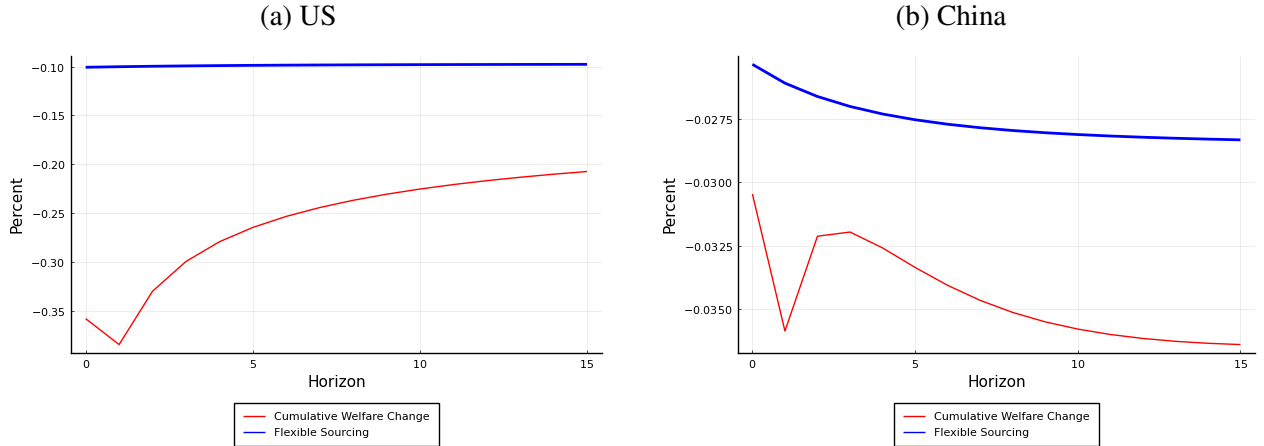 (a) US
−0.10
−0.15
−0.20
−0.25
−0.30
−0.35
Percent
0 5 10 15
Horizon
Cumulative Welfare Change
Flexible Sourcing
(b) China
−0.0275
−0.0300
−0.0325
−0.0350
Percent
0 5 10 15
Horizon
Cumulative Welfare Change
Flexible Sourcing